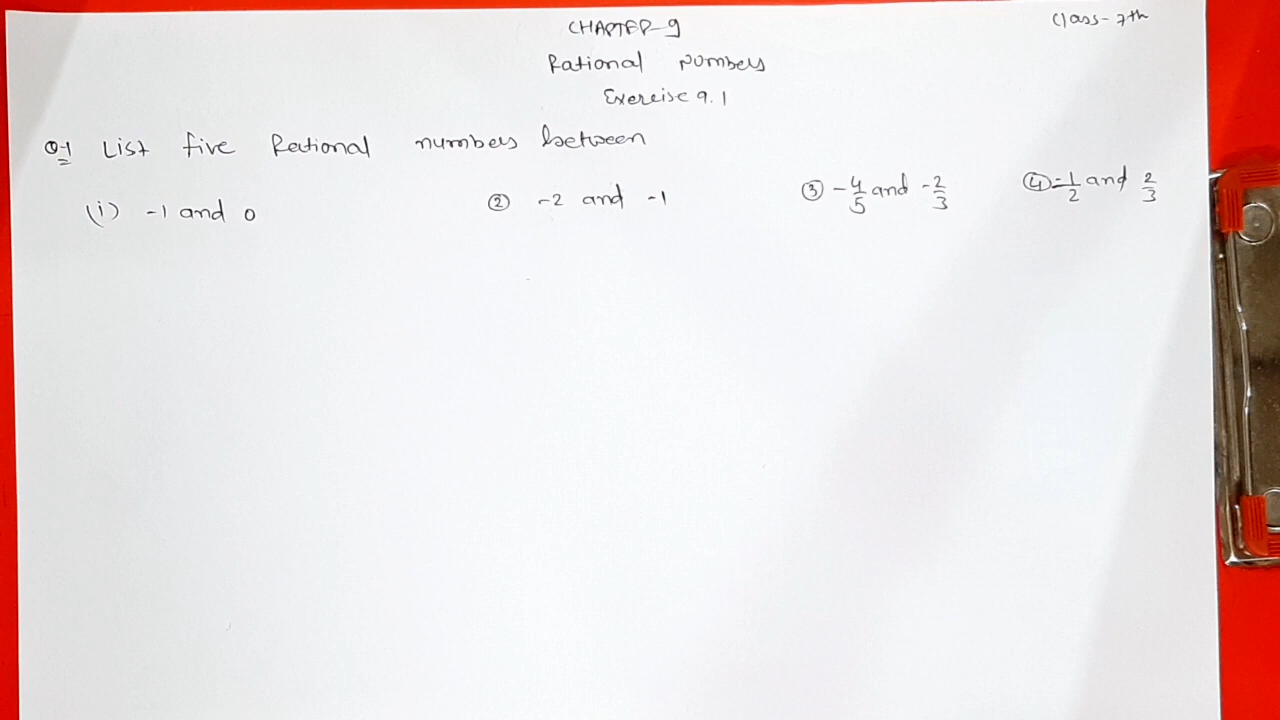 CHAPTER-9
Class-7th
Rational numbers
Exercise 9.1
Q-1 List five Rational numbers between
(i) -1 and 0 ② -2 and -1 ③ -4/5 and -2/3 ④ -1/2 and 2/3